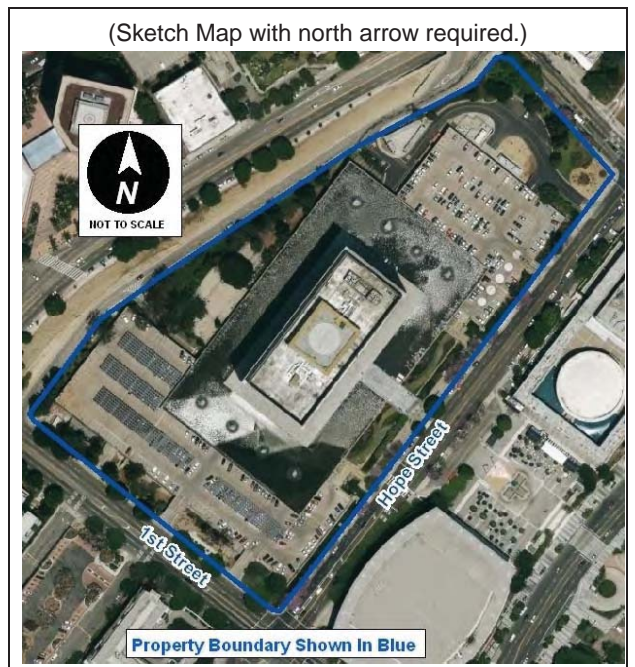 (Sketch Map with north arrow required.)
N
NOT TO SCALE
Hope Street
1st Street
Property Boundary Shown In Blue